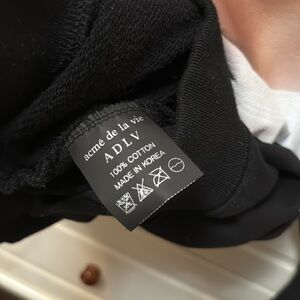 acmé de la vie
ADLV
100% COTTON
MADE IN KOREA